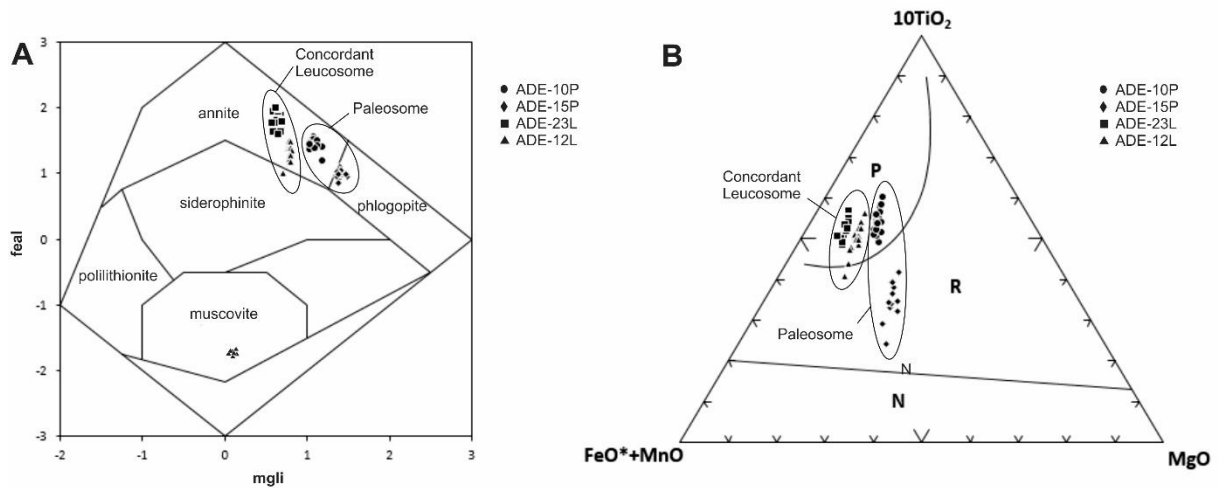 A
3
2
1
0
-1
-2
-3
feal
-2
-1
0
1
2
3
mgli
Concordant
Leucosome
Paleosome
annite
siderophinite
phlogopite
polilithionite
muscovite
ADE-10P
ADE-15P
ADE-23L
ADE-12L
B
10TiO₂
ADE-10P
ADE-15P
ADE-23L
ADE-12L
P
Concordant
Leucosome
R
Paleosome
N
N
FeO*+MnO
MgO